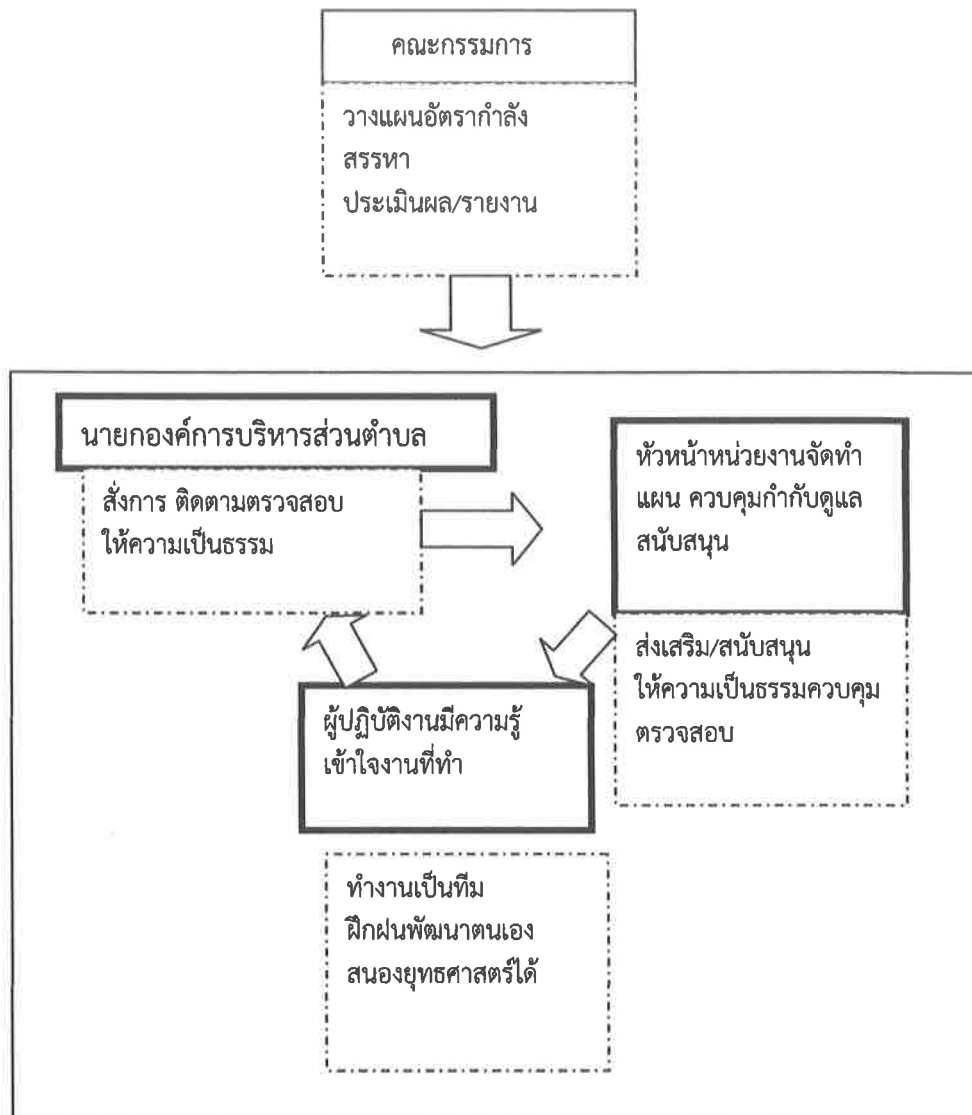 คณะกรรมการ
วางแผนอัตรากำลัง
สรรหา
ประเมินผล/รายงาน
นายกองค์การบริหารส่วนตำบล
สั่งการ ติดตามตรวจสอบ
ให้ความเป็นธรรม
หัวหน้าหน่วยงานจัดทำ
แผน ควบคุมกำกับดูแล
สนับสนุน
ส่งเสริม/สนับสนุน
ให้ความเป็นธรรมควบคุม
ตรวจสอบ
ผู้ปฏิบัติงานมีความรู้
เข้าใจงานที่ทำ
ทำงานเป็นทีม
ฝึกฝนพัฒนาตนเอง
สนองยุทธศาสตร์ได้